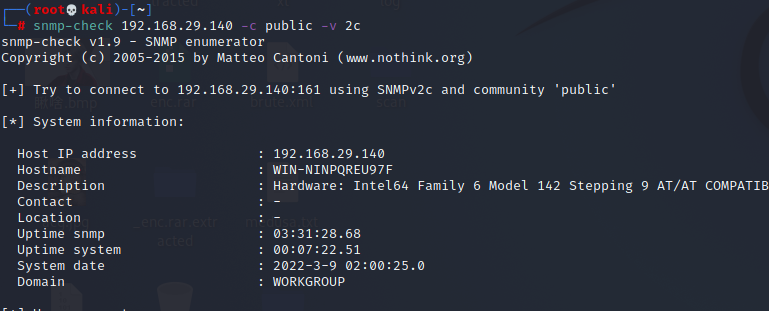 ┌──(root💀kali)-[~]
└─# snmp-check 192.168.29.140 -c public -v 2c
snmp-check v1.9 - SNMP enumerator
Copyright (c) 2005-2015 by Matteo Cantoni (www.nothink.org)
[+] Try to connect to 192.168.29.140:161 using SNMPv2c and community 'public'
[*] System information:
Host IP address : 192.168.29.140
Hostname : WIN-NINPQREU97F
Description : Hardware: Intel64 Family 6 Model 142 Stepping 9 AT/AT COMPATIB
Contact : -
Location : -
Uptime snmp : 03:31:28.68
Uptime system : 00:07:22.51
System date : 2022-3-9 02:00:25.0
Domain : WORKGROUP